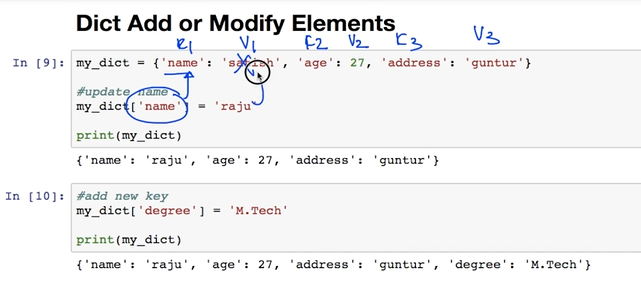 Dict Add or Modify Elements
K1 V1 K2 V2 K3 V3
In [9]: my_dict = {'name': 'satish', 'age': 27, 'address': 'guntur'}
#update name
my_dict['name'] = 'raju'
print(my_dict)
{'name': 'raju', 'age': 27, 'address': 'guntur'}
In [10]: #add new key
my_dict['degree'] = 'M.Tech'
print(my_dict)
{'name': 'raju', 'age': 27, 'address': 'guntur', 'degree': 'M.Tech'}